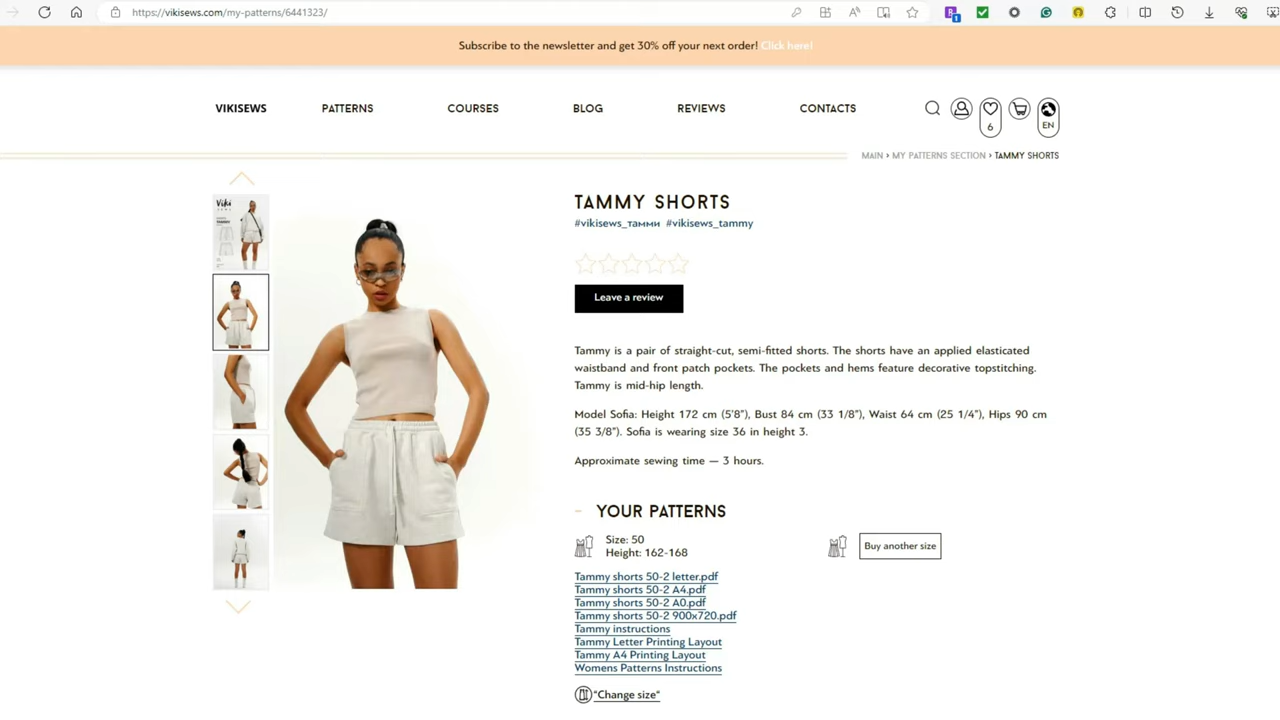 https://vikisews.com/my-patterns/6441323/
Subscribe to the newsletter and get 30% off your next order! Click here!
VIKISEWS PATTERNS COURSES BLOG REVIEWS CONTACTS
6
EN
MAIN › MY PATTERNS SECTION › TAMMY SHORTS
Viki
TAMMY SHORTS
#vikisews_тамми #vikisews_tammy
Leave a review
Tammy is a pair of straight-cut, semi-fitted shorts. The shorts have an applied elasticated
waistband and front patch pockets. The pockets and hems feature decorative topstitching.
Tammy is mid-hip length.
Model Sofia: Height 172 cm (5'8"), Bust 84 cm (33 1/8"), Waist 64 cm (25 1/4"), Hips 90 cm
(35 3/8"). Sofia is wearing size 36 in height 3.
Approximate sewing time — 3 hours.
YOUR PATTERNS
Size: 50
Height: 162-168
Buy another size
Tammy shorts 50-2 letter.pdf
Tammy shorts 50-2 A4.pdf
Tammy shorts 50-2 A0.pdf
Tammy shorts 50-2 900x720.pdf
Tammy instructions
Tammy Letter Printing Layout
Tammy A4 Printing Layout
Womens Patterns Instructions
"Change size"